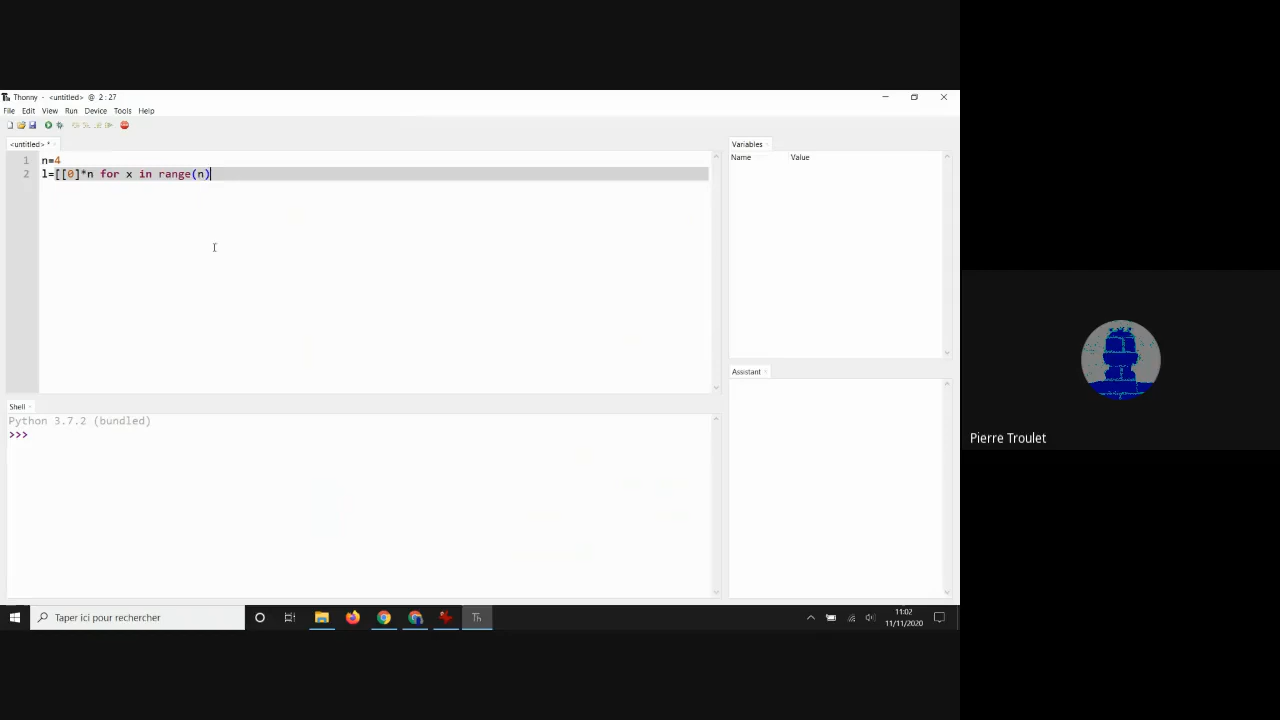 Thonny - <untitled> @ 2 : 27
File Edit View Run Device Tools Help
<untitled> *
1 n=4
2 l=[[0]*n for x in range(n)
Variables
Name Value
Assistant
Shell
Python 3.7.2 (bundled)
>>>
Pierre Troulet
Taper ici pour rechercher
Th
11:02
11/11/2020